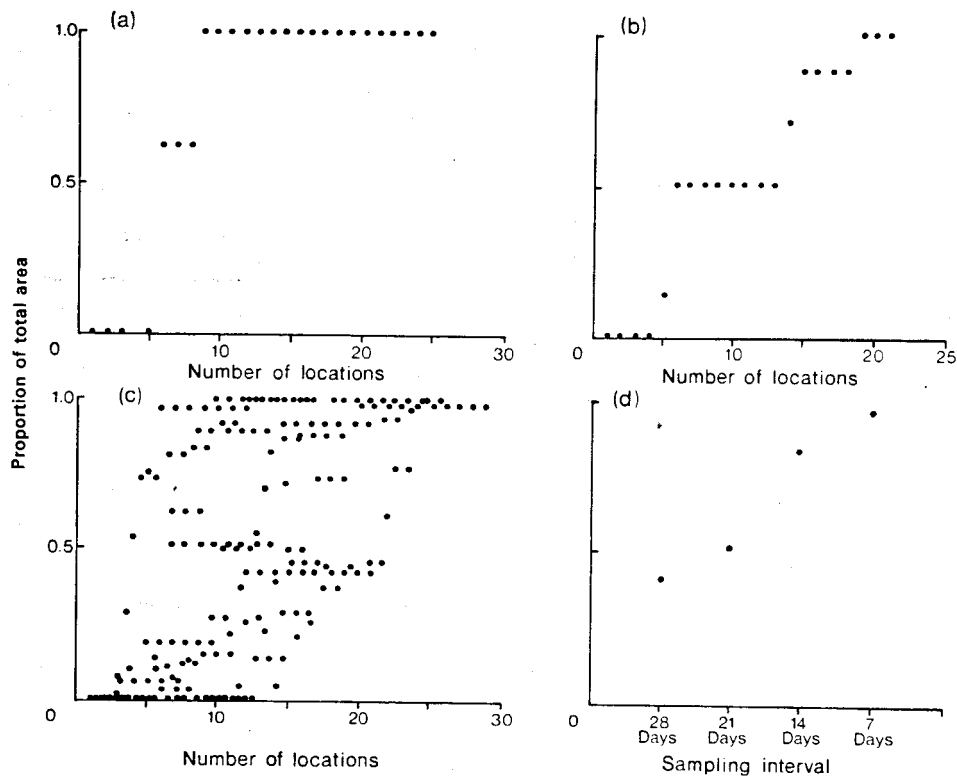 (a)
1.0
0.5
0
10
20
30
Number of locations
(b)
0
10
20
25
Number of locations
Proportion of total area
(c)
1.0
0.5
0
10
20
30
Number of locations
(d)
0
28 21 14 7
Days Days Days Days
Sampling interval